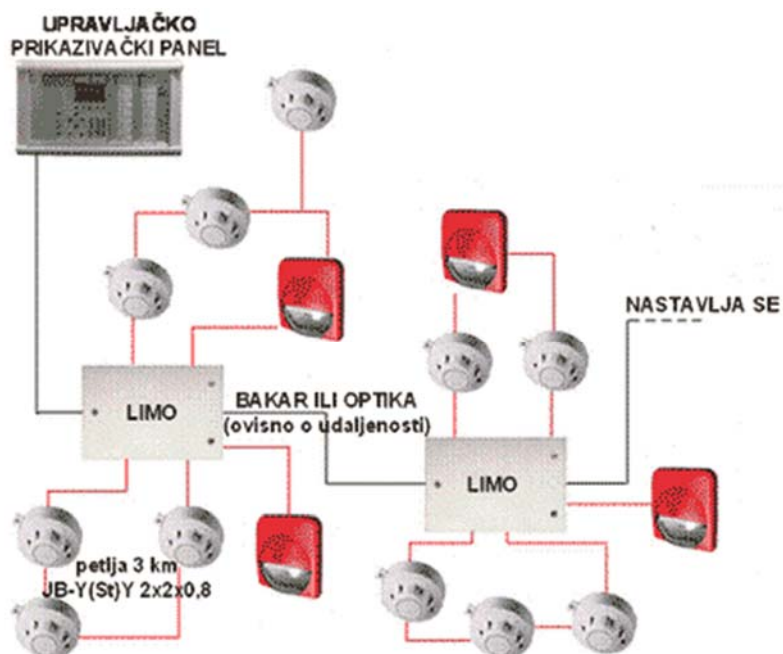 UPRAVLJAČKO
PRIKAZIVAČKI PANEL
NASTAVLJA SE
LIMO
BAKAR ILI OPTIKA
(ovisno o udaljenosti)
LIMO
petlja 3 km
JB-Y(St)Y 2x2x0,8